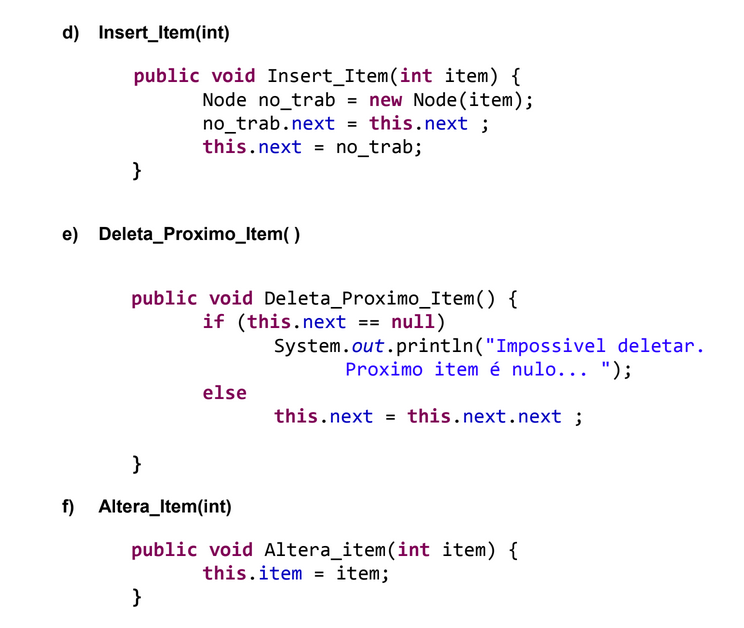 d) Insert_Item(int)
public void Insert_Item(int item) {
Node no_trab = new Node(item);
no_trab.next = this.next ;
this.next = no_trab;
}
e) Deleta_Proximo_Item( )
public void Deleta_Proximo_Item() {
if (this.next == null)
System.out.println("Impossivel deletar.
Proximo item é nulo... ");
else
this.next = this.next.next ;
}
f) Altera_Item(int)
public void Altera_item(int item) {
this.item = item;
}